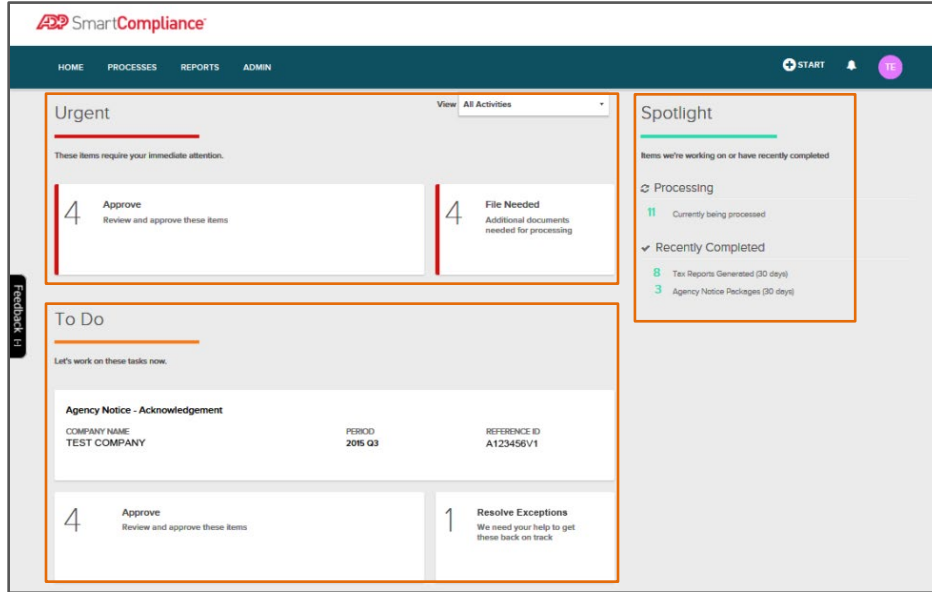 ADP SmartCompliance
HOME PROCESSES REPORTS ADMIN START TE
Urgent
View All Activities
These items require your immediate attention.
4 Approve
Review and approve these items
4 File Needed
Additional documents
needed for processing
Spotlight
Items we're working on or have recently completed
Processing
11 Currently being processed
Recently Completed
8 Tax Reports Generated (30 days)
3 Agency Notice Packages (30 days)
Feedback
To Do
Let's work on these tasks now.
Agency Notice - Acknowledgement
COMPANY NAME PERIOD REFERENCE ID
TEST COMPANY 2015 Q3 A123456V1
4 Approve
Review and approve these items
1 Resolve Exceptions
We need your help to get
these back on track